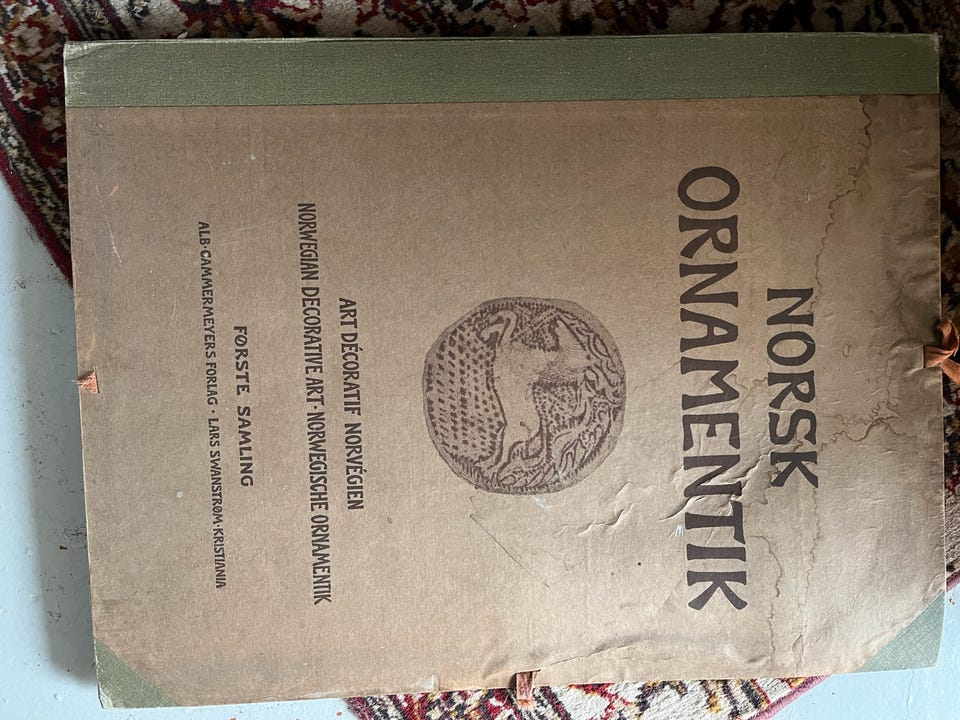 NORSK
ORNAMENTIK
ART DÉCORATIF NORVÉGIEN
NORWEGIAN DECORATIVE ART · NORWEGISCHE ORNAMENTIK
FØRSTE SAMLING
ALB · CAMMERMEYERS FORLAG · LARS SWANSTRØM · KRISTIANIA